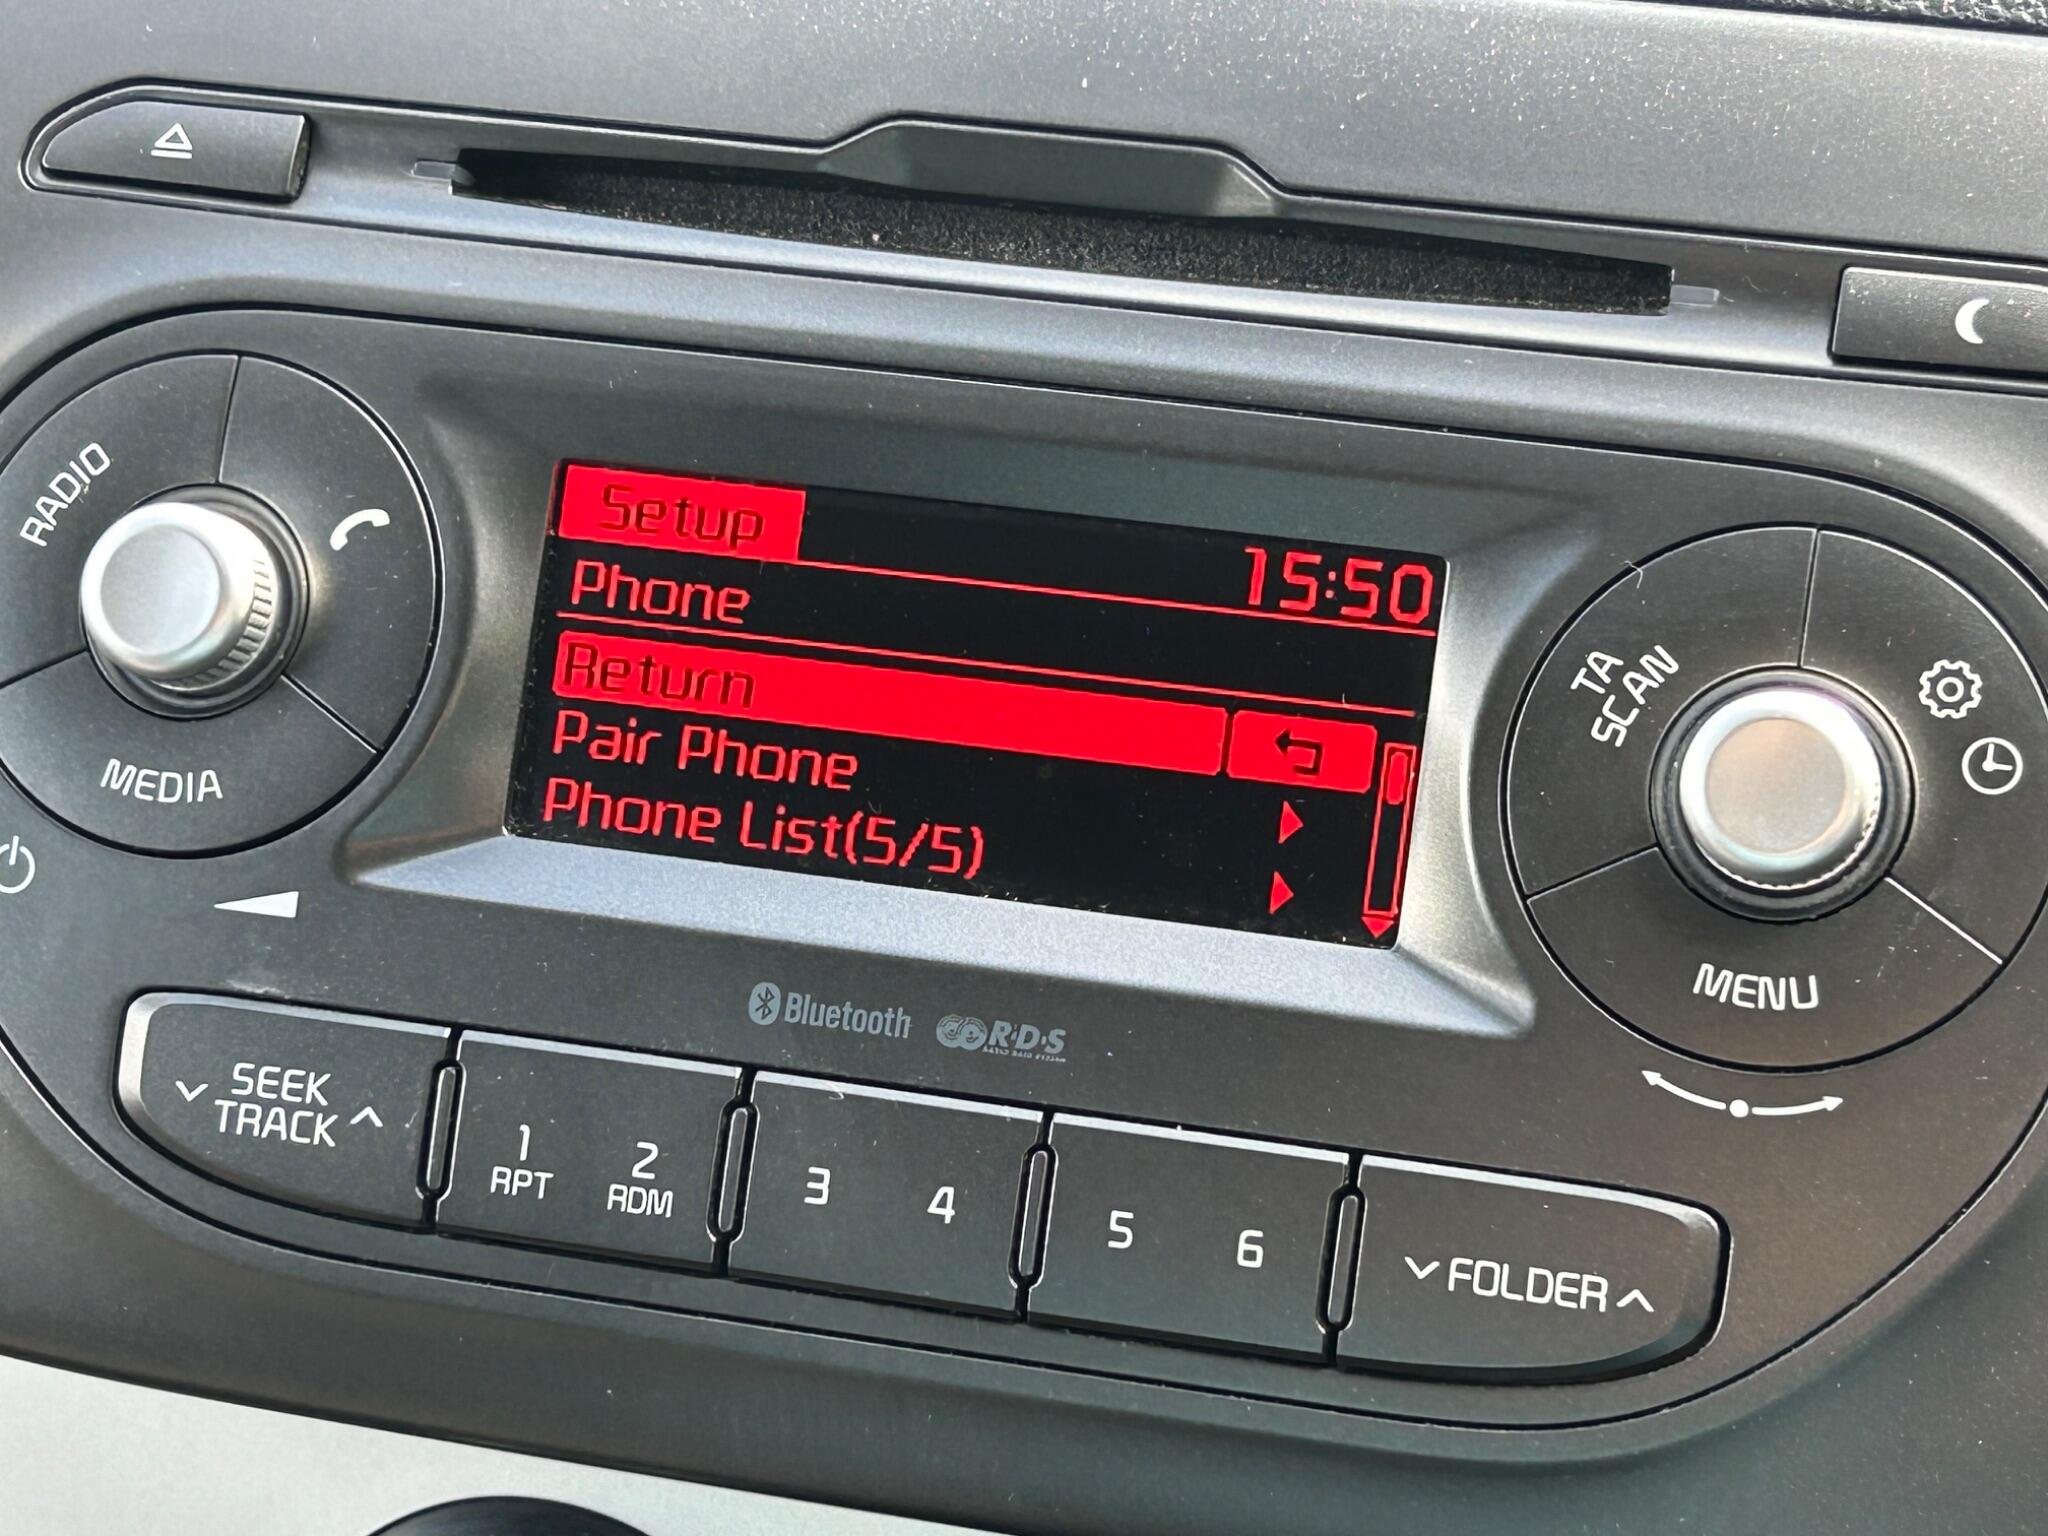 RADIO
MEDIA
Setup
15:50
Phone
Return
Pair Phone
Phone List(5/5)
TA
SCAN
MENU
Bluetooth
R·D·S
SEEK
TRACK
1
RPT
2
RDM
3
4
5
6
FOLDER